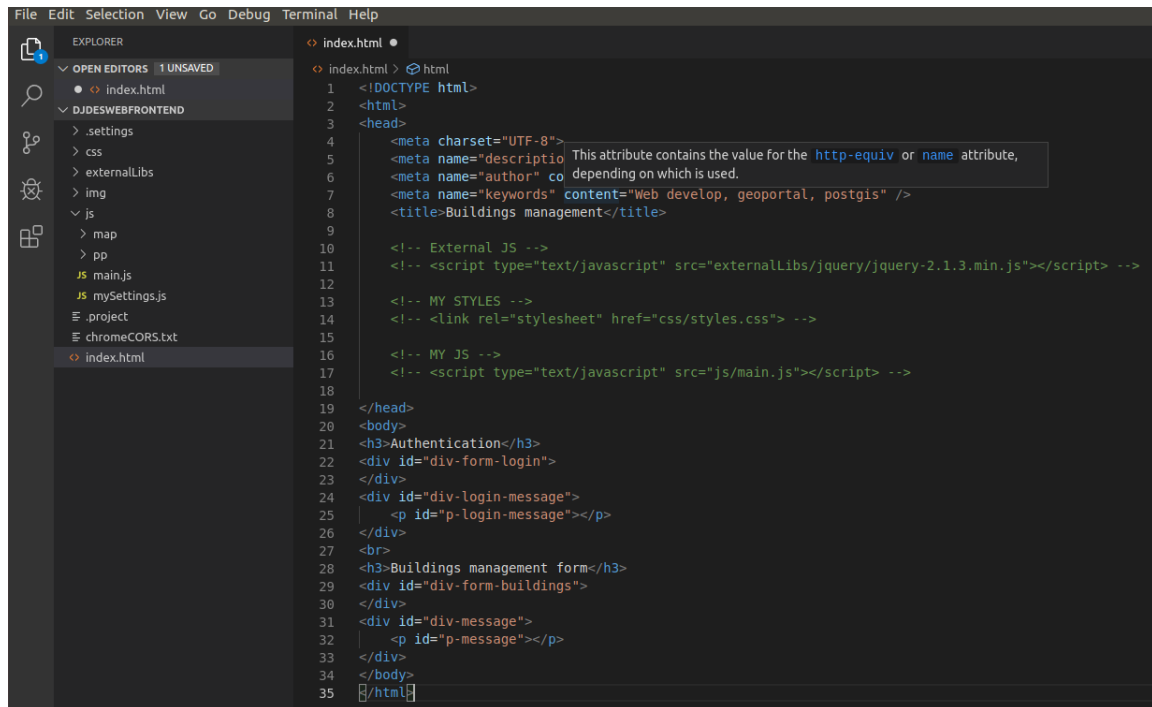 File Edit Selection View Go Debug Terminal Help
EXPLORER
OPEN EDITORS 1 UNSAVED
index.html
DJDESWEBFRONTEND
.settings
css
externalLibs
img
js
map
pp
JS main.js
JS mySettings.js
.project
chromeCORS.txt
index.html
1
index.html
index.html > html
1 <!DOCTYPE html>
2 <html>
3 <head>
4 <meta charset="UTF-8">
5 <meta name="descriptio
6 <meta name="author" co
7 <meta name="keywords" content="Web develop, geoportal, postgis" />
8 <title>Buildings management</title>
9
10 <!-- External JS -->
11 <!-- <script type="text/javascript" src="externalLibs/jquery/jquery-2.1.3.min.js"></script> -->
12
13 <!-- MY STYLES -->
14 <!-- <link rel="stylesheet" href="css/styles.css"> -->
15
16 <!-- MY JS -->
17 <!-- <script type="text/javascript" src="js/main.js"></script> -->
18
19 </head>
20 <body>
21 <h3>Authentication</h3>
22 <div id="div-form-login">
23 </div>
24 <div id="div-login-message">
25 <p id="p-login-message"></p>
26 </div>
27 <br>
28 <h3>Buildings management form</h3>
29 <div id="div-form-buildings">
30 </div>
31 <div id="div-message">
32 <p id="p-message"></p>
33 </div>
34 </body>
35 </html>
This attribute contains the value for the http-equiv or name attribute,
depending on which is used.